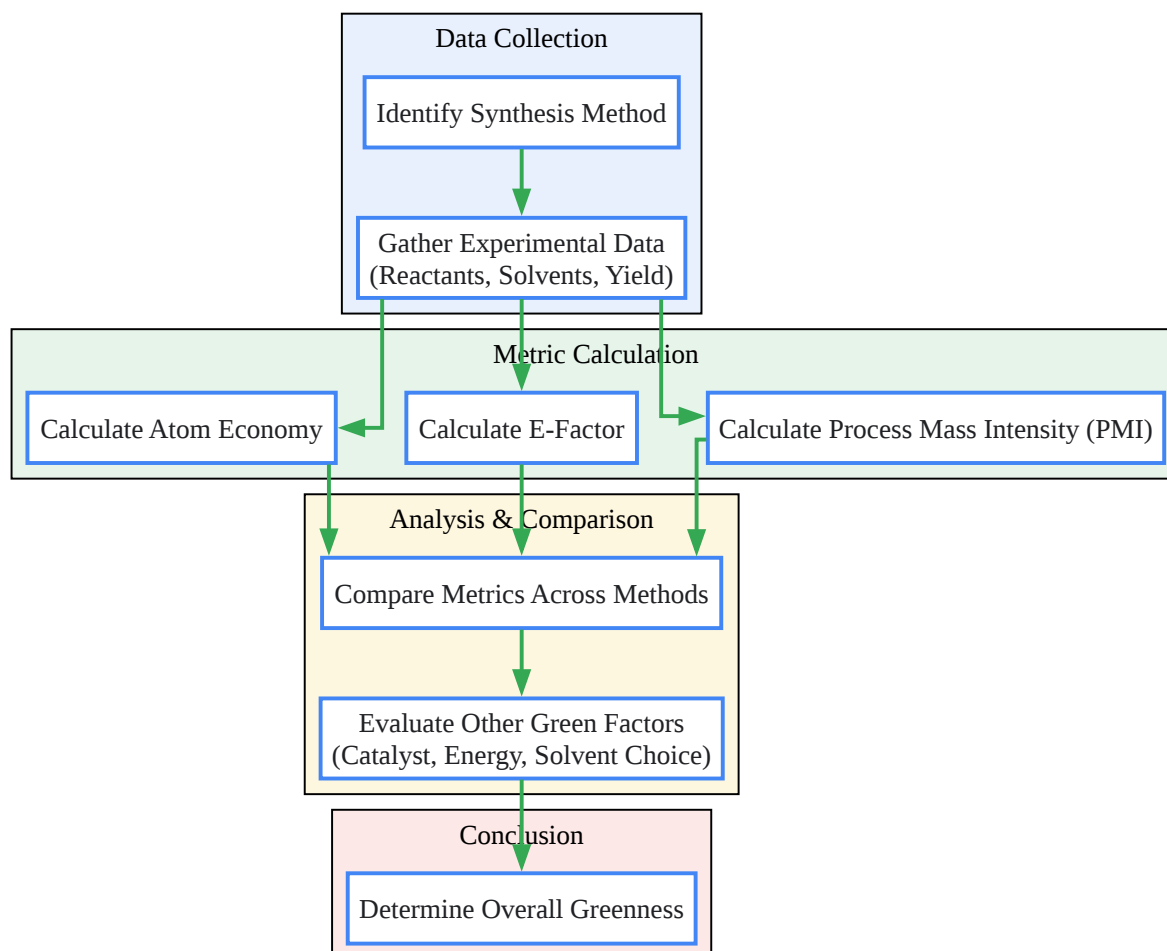 Data Collection
Identify Synthesis Method
Gather Experimental Data
(Reactants, Solvents, Yield)
Metric Calculation
Calculate Atom Economy
Calculate E-Factor
Calculate Process Mass Intensity (PMI)
Analysis & Comparison
Compare Metrics Across Methods
Evaluate Other Green Factors
(Catalyst, Energy, Solvent Choice)
Conclusion
Determine Overall Greenness